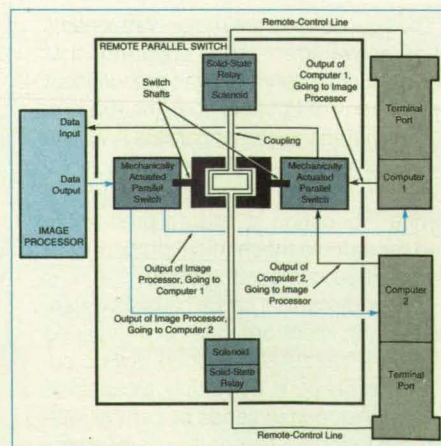 Remote-Control Line
REMOTE PARALLEL SWITCH
Solid-State
Relay
Solenoid
Switch
Shafts
Output of
Computer 1,
Going to Image
Processor
Terminal
Port
Computer
1
Coupling
Data
Input
Data
Output
IMAGE
PROCESSOR
Mechanically
Actuated
Parallel
Switch
Mechanically
Actuated
Parallel
Switch
Output of Image
Processor, Going
to Computer 1
Output of
Computer 2,
Going to Image
Processor
Output of Image Processor,
Going to Computer 2
Computer
2
Terminal
Port
Solenoid
Solid-State
Relay
Remote-Control Line